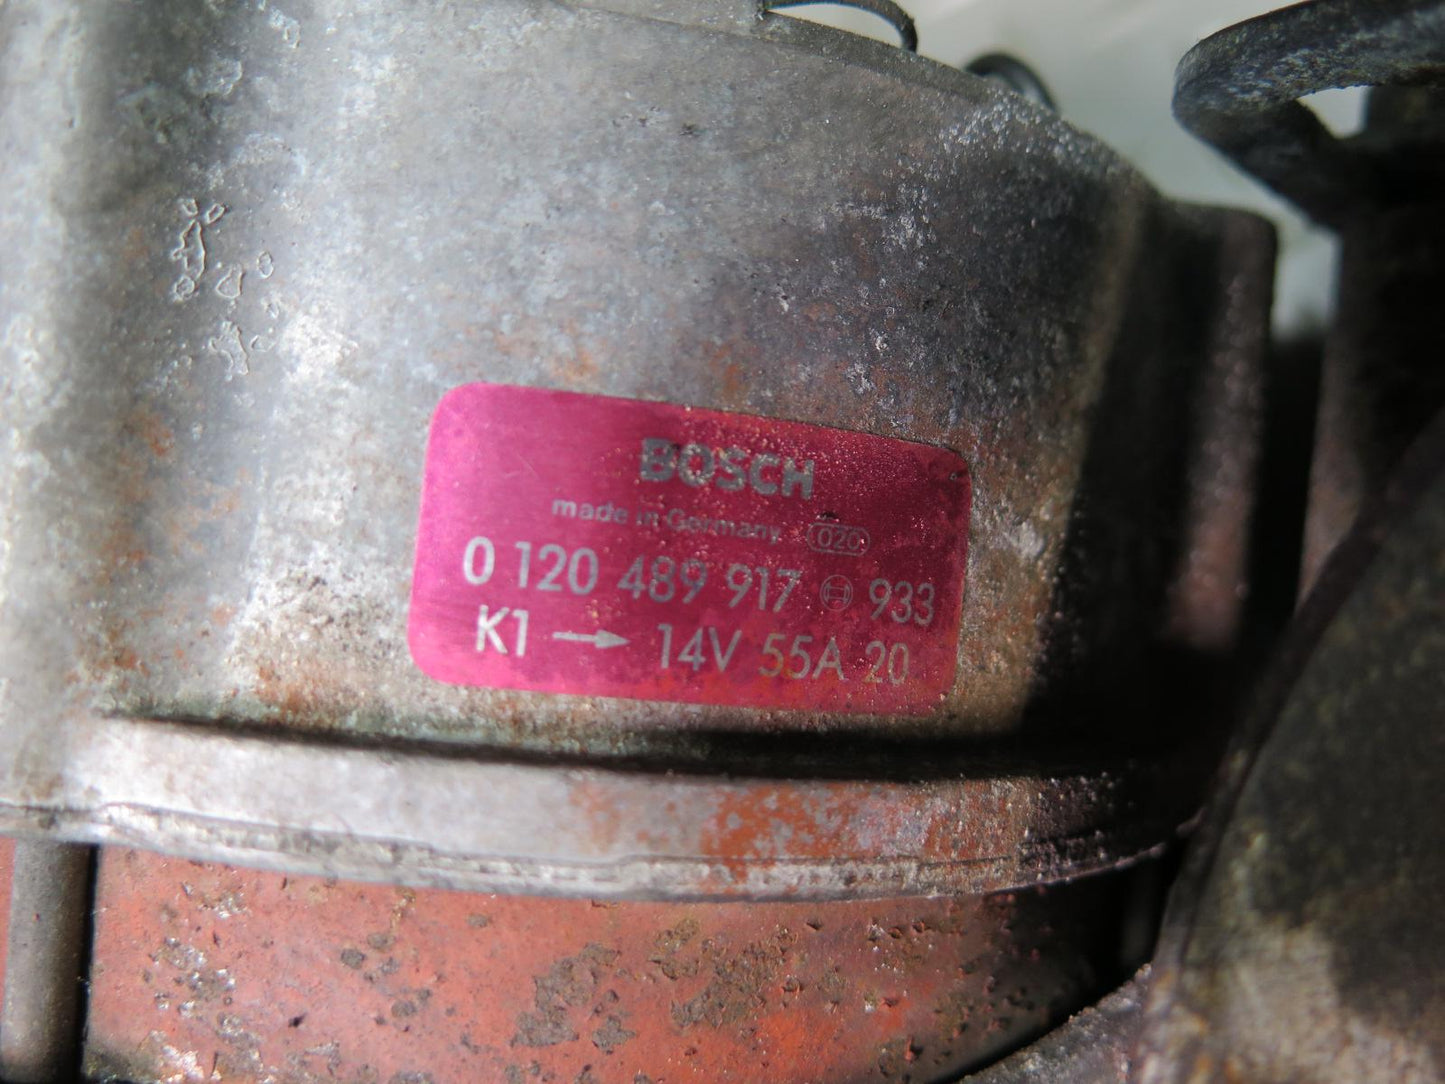 BOSCH
made in Germany 020
0 120 489 917 933
K1 → 14V 55A 20